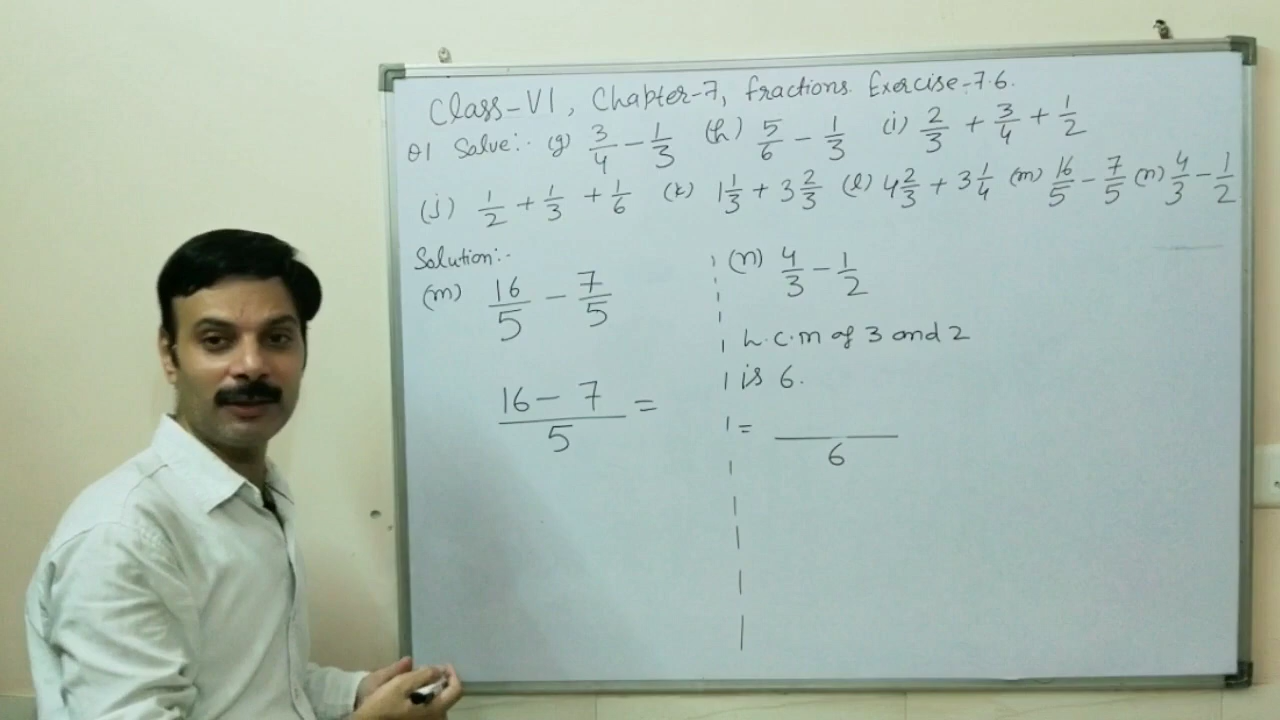 Class-VI, Chapter-7, fractions. Exercise-7.6.
Q1 Solve:- (g) 3/4 - 1/3 (h) 5/6 - 1/3 (i) 2/3 + 3/4 + 1/2
(j) 1/2 + 1/3 + 1/6 (k) 1 1/3 + 3 2/3 (l) 4 2/3 + 3 1/4 (m) 16/5 - 7/5 (n) 4/3 - 1/2
Solution:-
(m) 16/5 - 7/5
16 - 7 / 5 =
(n) 4/3 - 1/2
L.C.M of 3 and 2
is 6.
= __/6